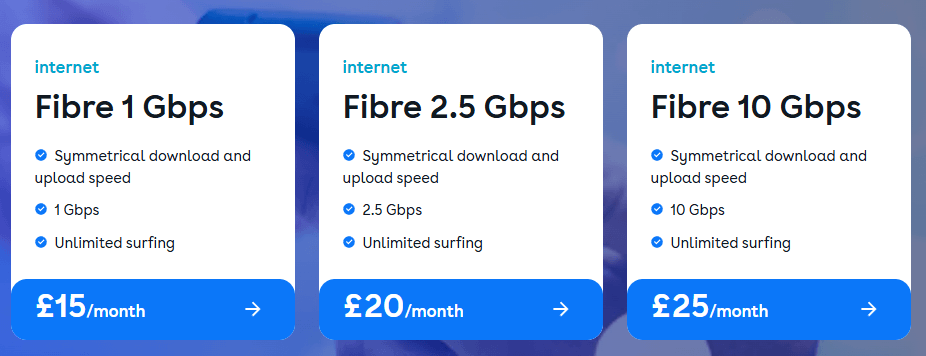 internet
Fibre 1 Gbps
Symmetrical download and
upload speed
1 Gbps
Unlimited surfing
£15/month
internet
Fibre 2.5 Gbps
Symmetrical download and
upload speed
2.5 Gbps
Unlimited surfing
£20/month
internet
Fibre 10 Gbps
Symmetrical download and
upload speed
10 Gbps
Unlimited surfing
£25/month